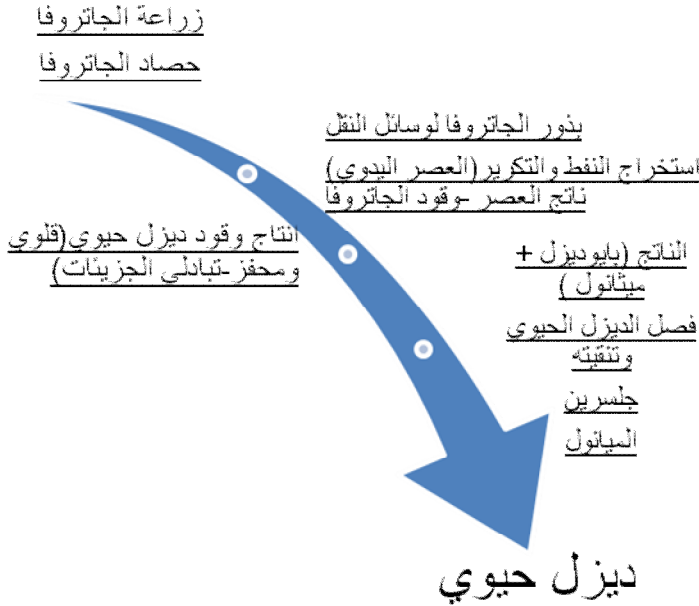 زراعة الجاتروفا
حصاد الجاتروفا
بذور الجاتروفا لوسائل النقل
استخراج النفط والتكرير(العصر اليدوي)
ناتج العصر -وقود الجاتروفا
انتاج وقود ديزل حيوي(قلوي
ومحفز-تبادلي الجزيئات)
الناتج (بايوديزل +
ميثانول )
فصل الديزل الحيوي
وتنقيته
جلسرين
الميانول
ديزل حيوي